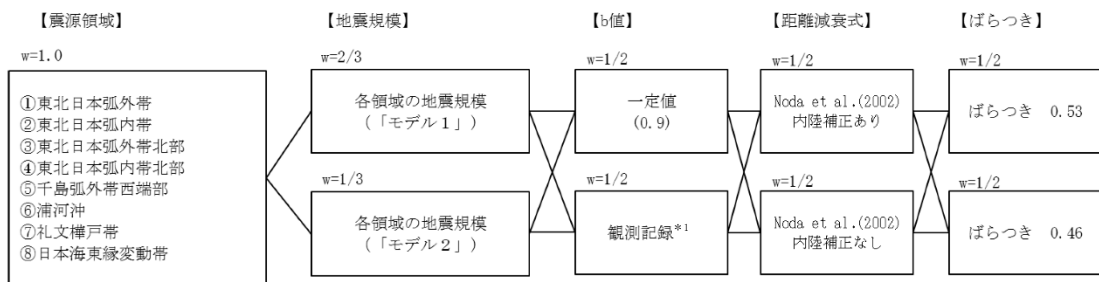 【震源領域】
【地震規模】
【b値】
【距離減衰式】
【ばらつき】
w=1.0
①東北日本弧外帯
②東北日本弧内帯
③東北日本弧外帯北部
④東北日本弧内帯北部
⑤千島弧外帯西端部
⑥浦河沖
⑦礼文樺戸帯
⑧日本海東縁変動帯
w=2/3
各領域の地震規模
(「モデル1」)
w=1/3
各領域の地震規模
(「モデル2」)
w=1/2
一定値
(0.9)
w=1/2
観測記録*1
w=1/2
Noda et al.(2002)
内陸補正あり
w=1/2
Noda et al.(2002)
内陸補正なし
w=1/2
ばらつき 0.53
w=1/2
ばらつき 0.46